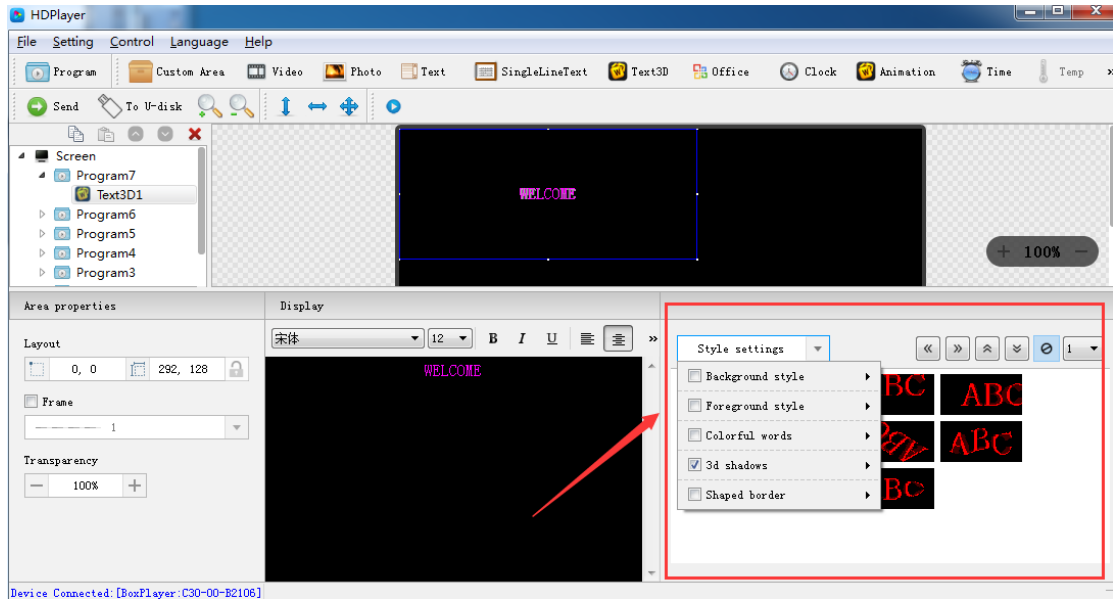 HDPlayer
File Setting Control Language Help
Program Custom Area Video Photo Text SingleLineText Text3D Office Clock Animation Time Temp »
Send To U-disk
Screen
Program7
Text3D1
Program6
Program5
Program4
Program3
WELCOME
+ 100% −
Area properties
Layout
0, 0 292, 128
Frame
1
Transparency
100%
Display
宋体 12 B I U »
WELCOME
Style settings 1
Background style
Foreground style
Colorful words
3d shadows
Shaped border
BC ABC
ABC
BC
Device Connected:[BoxPlayer:C30-00-B2106]